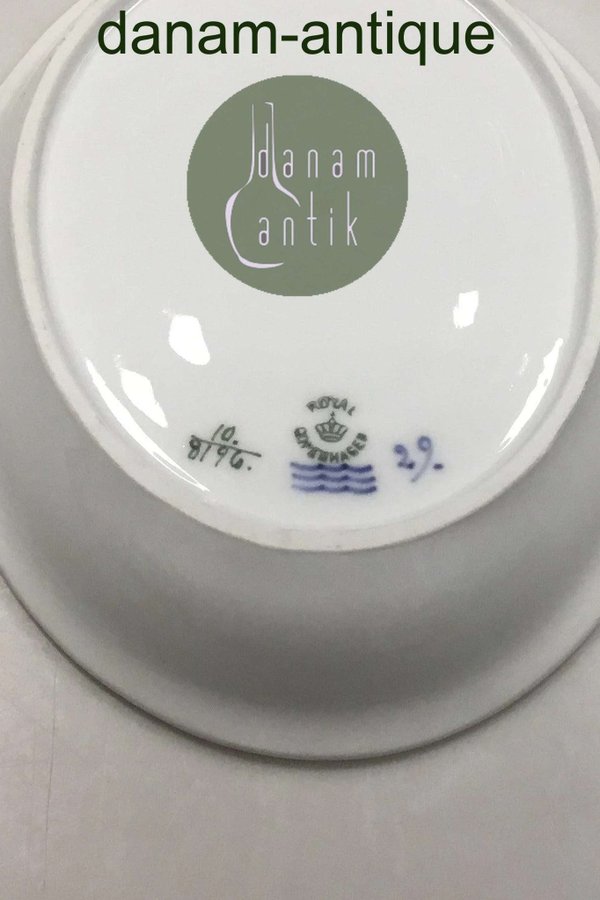 danam-antique
danam
antik
10.
8196.
ROYAL
COPENHAGEN
29.